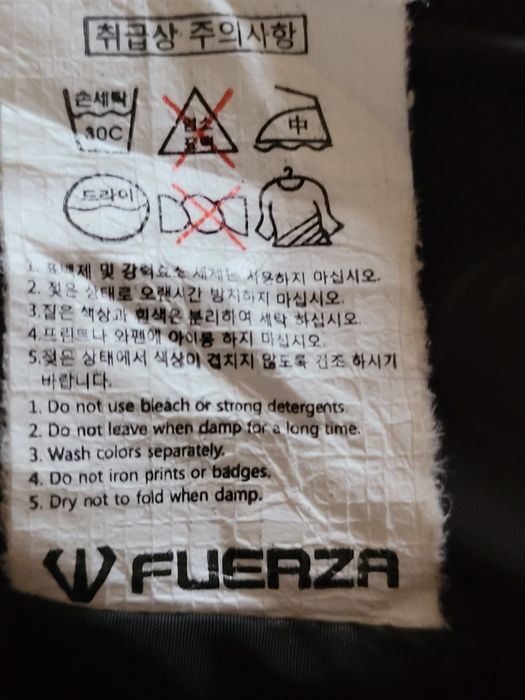 취급상 주의사항
손세탁
30C
염소
표백
中
드라이
1. 표백제 및 강력효소 세제는 사용하지 마십시오.
2. 젖은 상태로 오랜시간 방치하지 마십시오.
3.짙은 색상과 흰색은 분리하여 세탁 하십시오.
4.프린트나 와펜에 아이롱 하지 마십시오.
5.젖은 상태에서 색상이 겹치지 않도록 건조 하시기
바랍니다.
1. Do not use bleach or strong detergents.
2. Do not leave when damp for a long time.
3. Wash colors separately.
4. Do not iron prints or badges.
5. Dry not to fold when damp.
FUERZA